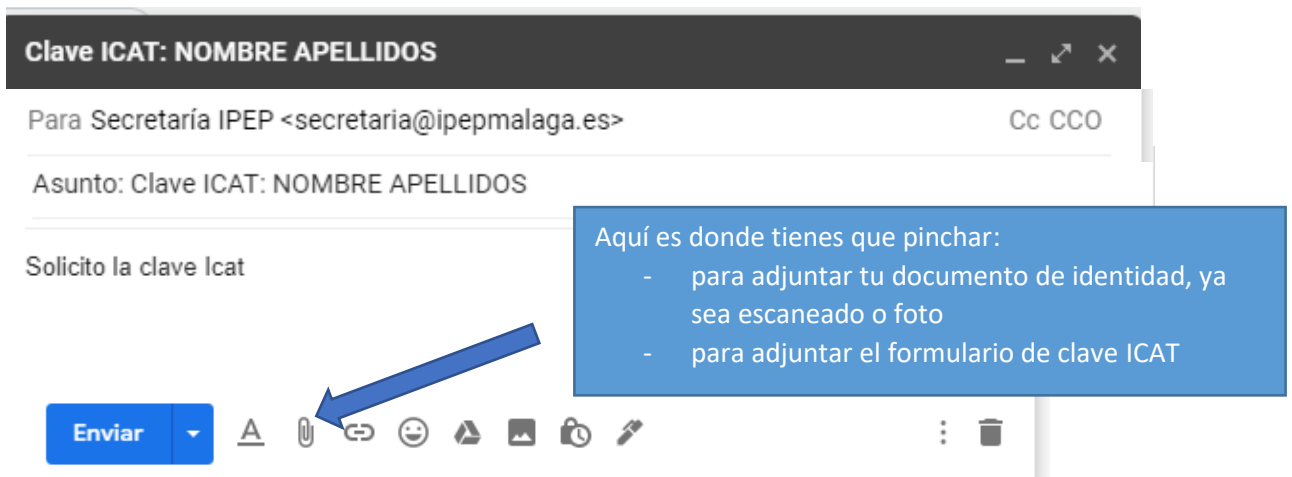 Clave ICAT: NOMBRE APELLIDOS
Para Secretaría IPEP <secretaria@ipepmalaga.es> Cc CCO
Asunto: Clave ICAT: NOMBRE APELLIDOS
Solicito la clave Icat
Aquí es donde tienes que pinchar:
- para adjuntar tu documento de identidad, ya
sea escaneado o foto
- para adjuntar el formulario de clave ICAT
Enviar A